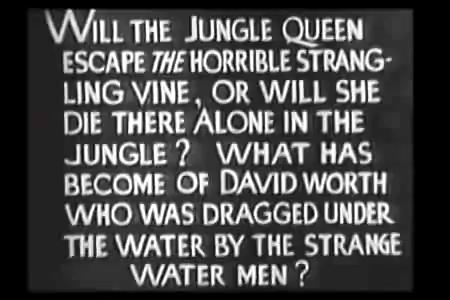 WILL THE JUNGLE QUEEN
ESCAPE THE HORRIBLE STRANG-
LING VINE, OR WILL SHE
DIE THERE ALONE IN THE
JUNGLE? WHAT HAS
BECOME OF DAVID WORTH
WHO WAS DRAGGED UNDER
THE WATER BY THE STRANGE
WATER MEN?